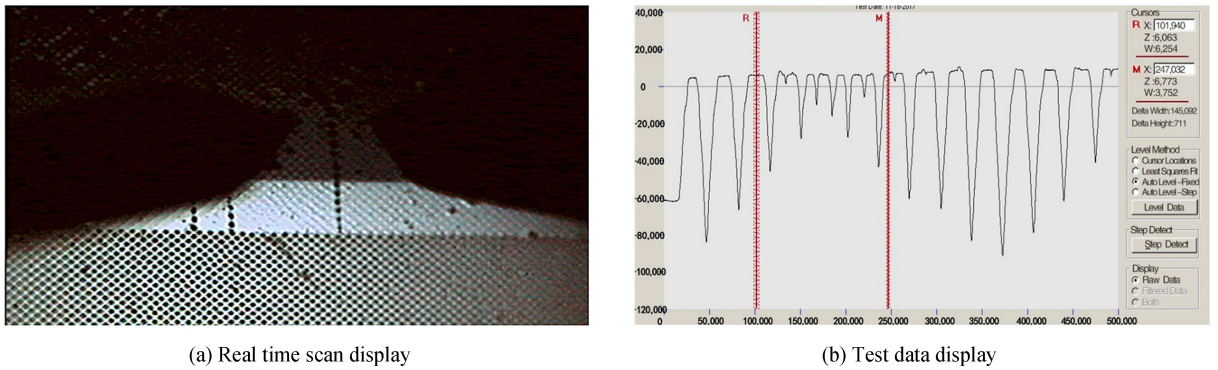 Test Date: 11-18-2017
40,000
20,000
0
-20,000
-40,000
-60,000
-80,000
-100,000
-120,000
0
50,000
100,000
150,000
200,000
250,000
300,000
350,000
400,000
450,000
500,000
R
M
Cursors
R X: 101,940
Z :6,063
W:6,254
M X: 247,032
Z :6,773
W:3,752
Delta Width:145,092
Delta Height:711
Level Method
Cursor Locations
Least Squares Fit
Auto Level -Fixed
Auto Level -Step
Level Data
Step Detect
Step Detect
Display
Raw Data
Filtered Data
Both
(a) Real time scan display
(b) Test data display